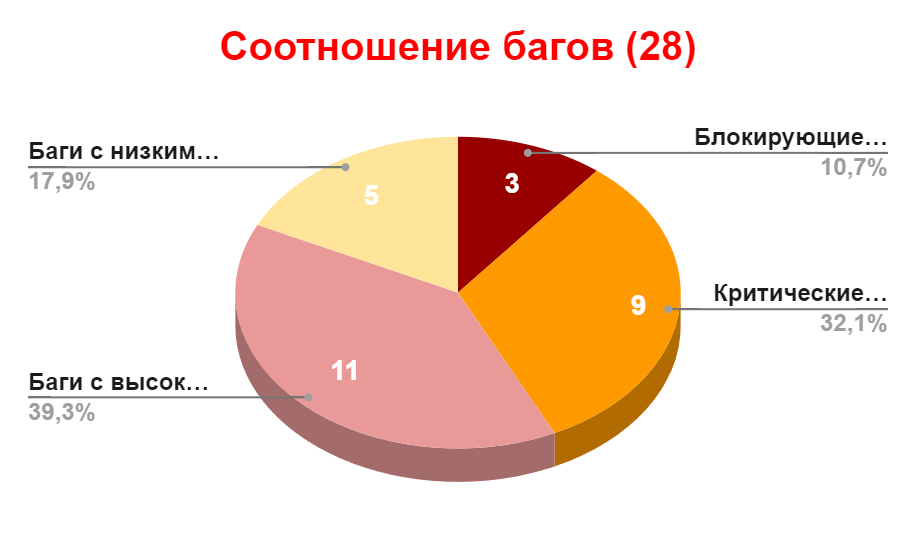 Соотношение багов (28)
Баги с низким…
17,9%
Блокирующие…
10,7%
5
3
Критические…
32,1%
9
Баги с высок…
39,3%
11